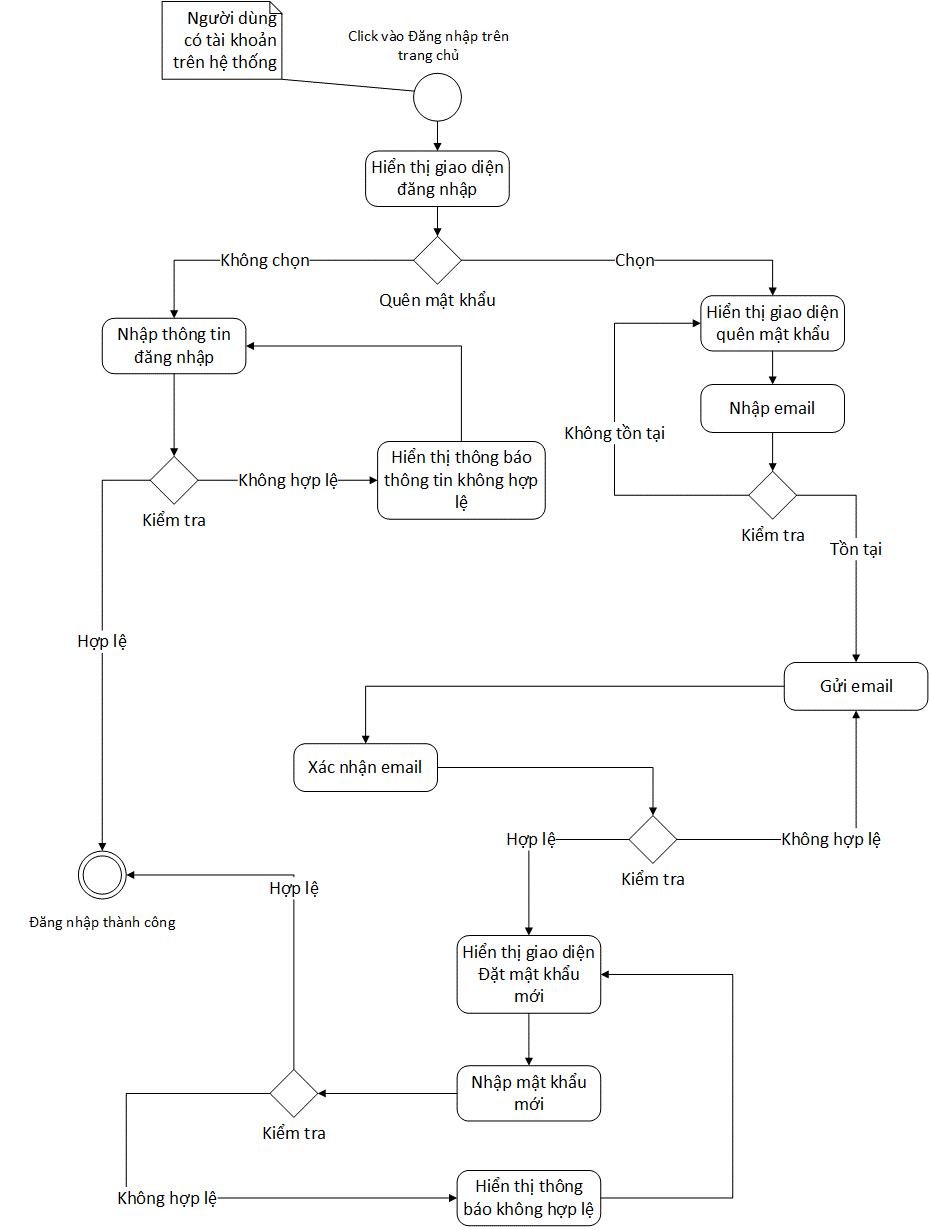 Người dùng
có tài khoản
trên hệ thống
Click vào Đăng nhập trên
trang chủ
Hiển thị giao diện
đăng nhập
Không chọn
Chọn
Quên mật khẩu
Nhập thông tin
đăng nhập
Hiển thị giao diện
quên mật khẩu
Nhập email
Không tồn tại
Hiển thị thông báo
thông tin không hợp
lệ
Không hợp lệ
Kiểm tra
Kiểm tra
Tồn tại
Hợp lệ
Gửi email
Xác nhận email
Hợp lệ
Không hợp lệ
Kiểm tra
Hợp lệ
Đăng nhập thành công
Hiển thị giao diện
Đặt mật khẩu
mới
Nhập mật khẩu
mới
Kiểm tra
Không hợp lệ
Hiển thị thông
báo không hợp lệ